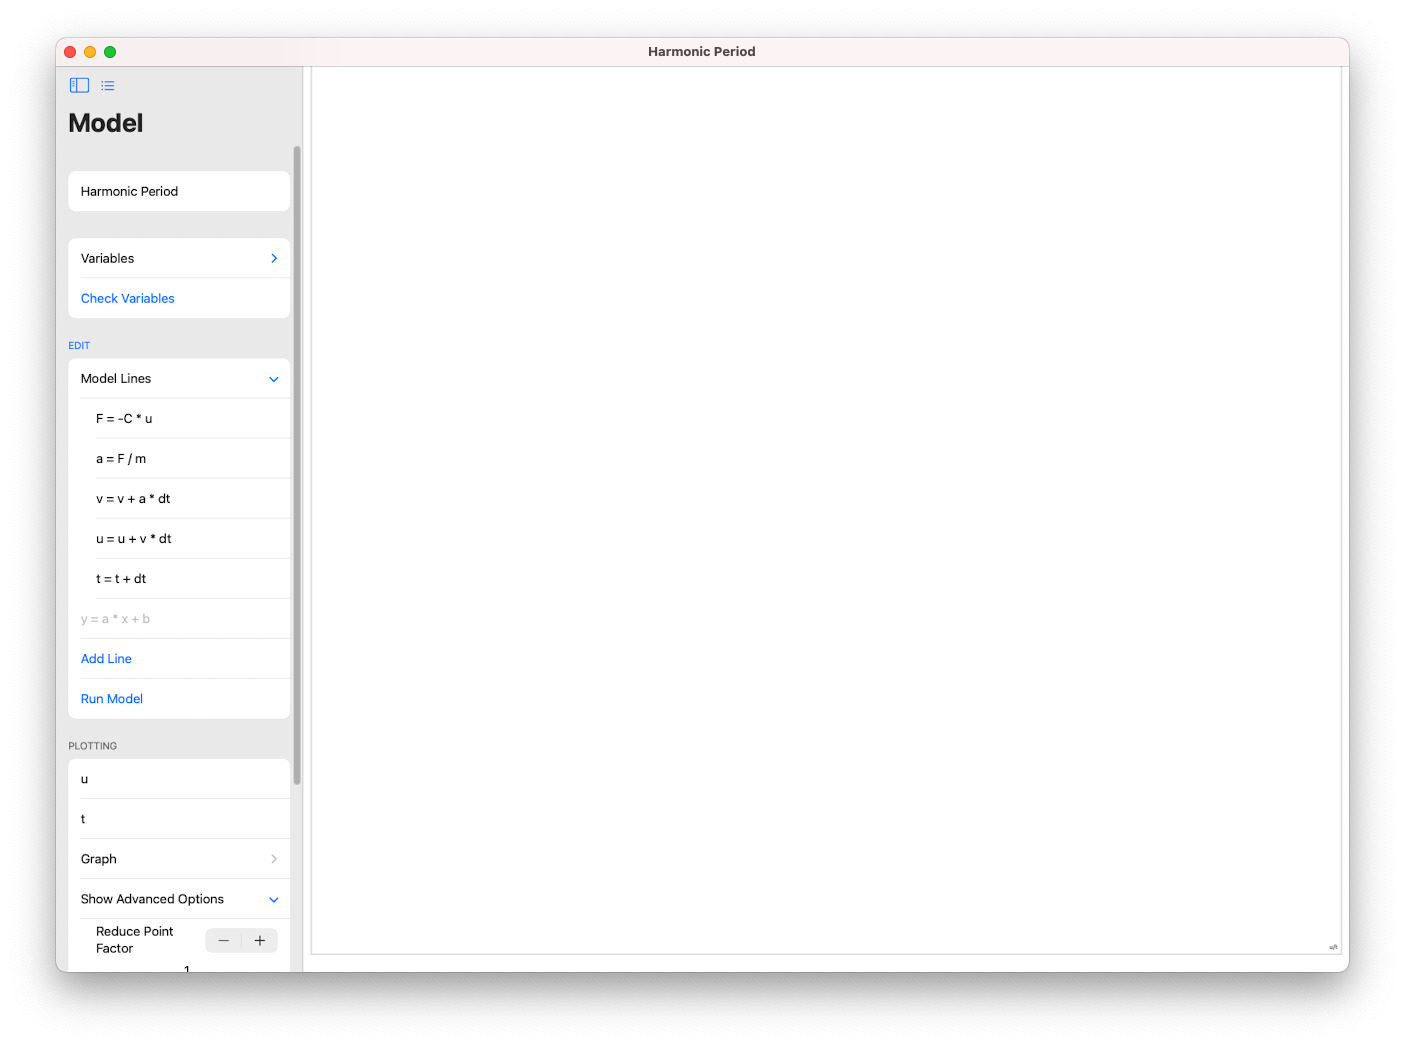 Harmonic Period
Model
Harmonic Period
Variables
Check Variables
EDIT
Model Lines
F = -C * u
a = F / m
v = v + a * dt
u = u + v * dt
t = t + dt
y = a * x + b
Add Line
Run Model
PLOTTING
u
t
Graph
Show Advanced Options
Reduce Point
Factor
1